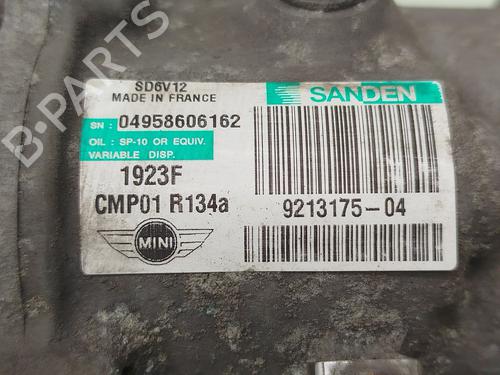 SD6V12
MADE IN FRANCE
SANDEN
SN : 04958606162
OIL : SP-10 OR EQUIV.
VARIABLE DISP.
1923F
CMP01 R134a
9213175-04
MINI
B-PARTS